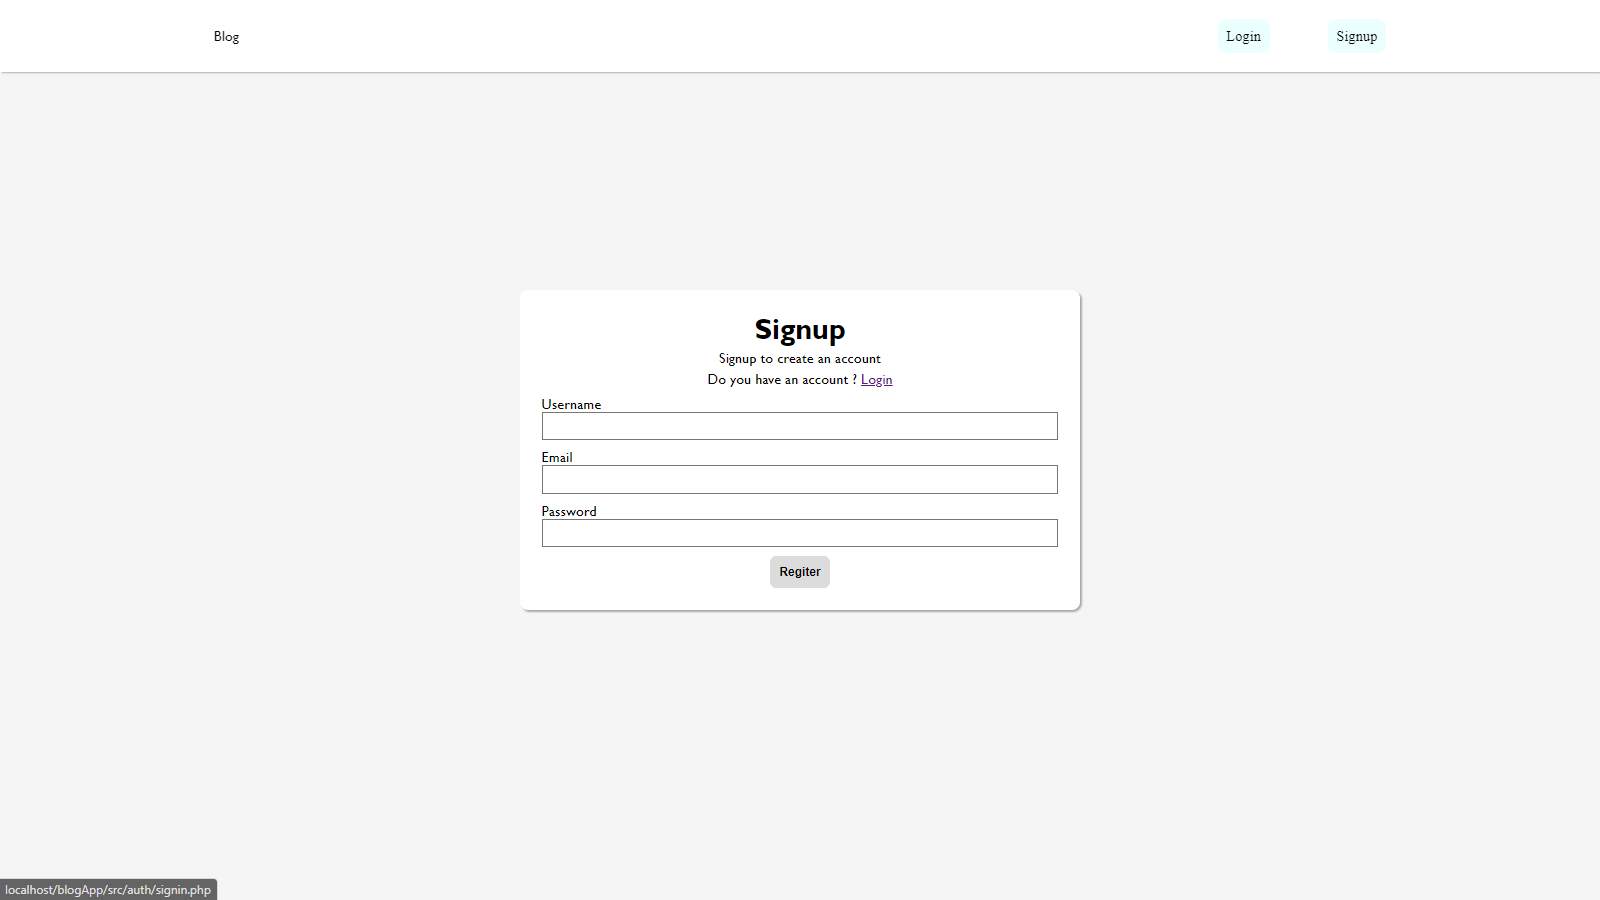 Blog
Login
Signup
Signup
Signup to create an account
Do you have an account ? Login
Username
Email
Password
Regiter
localhost/blogApp/src/auth/signin.php